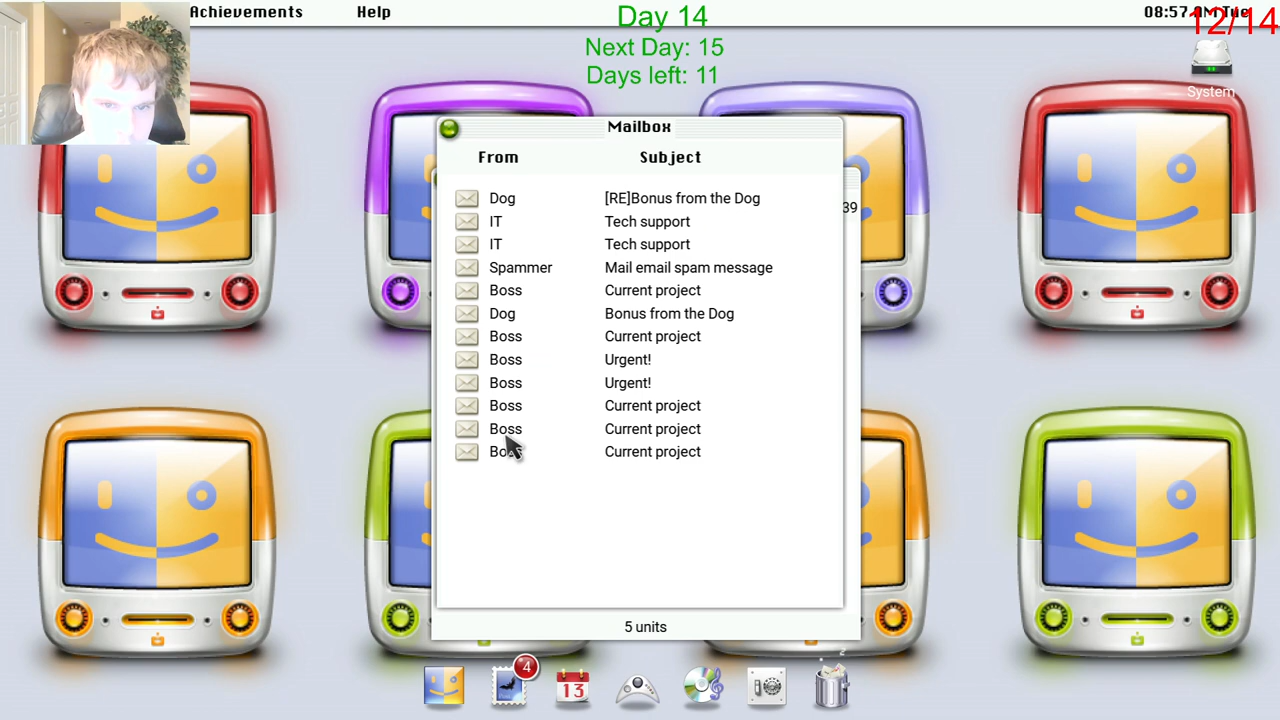 Achievements Help
08:57 AM Tue
12/14
Day 14
Next Day: 15
Days left: 11
System
Mailbox
From Subject
39
Dog [RE]Bonus from the Dog
IT Tech support
IT Tech support
Spammer Mail email spam message
Boss Current project
Dog Bonus from the Dog
Boss Current project
Boss Urgent!
Boss Urgent!
Boss Current project
Boss Current project
Boss Current project
5 units
4
13
2